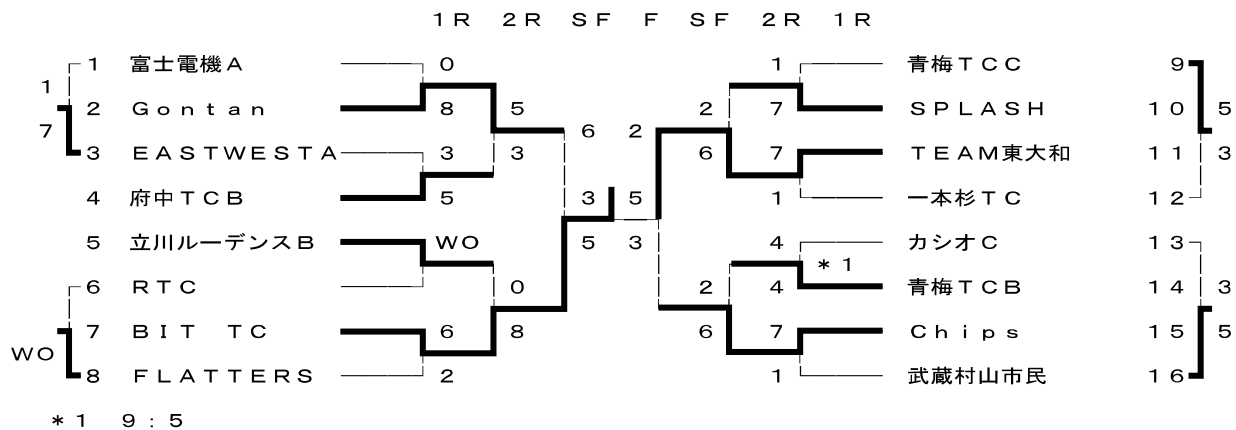 １Ｒ ２Ｒ ＳＦ Ｆ ＳＦ ２Ｒ １Ｒ
１ 富士電機Ａ ０ １ 青梅ＴＣＣ ９
１
２ Ｇｏｎｔａｎ ８ ５ ２ ７ ＳＰＬＡＳＨ １０ ５
７ ６ ２
３ ＥＡＳＴＷＥＳＴＡ ３ ３ ６ ７ ＴＥＡＭ東大和 １１ ３
４ 府中ＴＣＢ ５ ３ ５ １ 一本杉ＴＣ １２
５ 立川ルーデンスＢ ＷＯ ５ ３ ４ カシオＣ １３
＊１
６ ＲＴＣ ０ ２ ４ 青梅ＴＣＢ １４ ３
７ ＢＩＴ ＴＣ ６ ８ ６ ７ Ｃｈｉｐｓ １５ ５
ＷＯ
８ ＦＬＡＴＴＥＲＳ ２ １ 武蔵村山市民 １６
＊１ ９：５